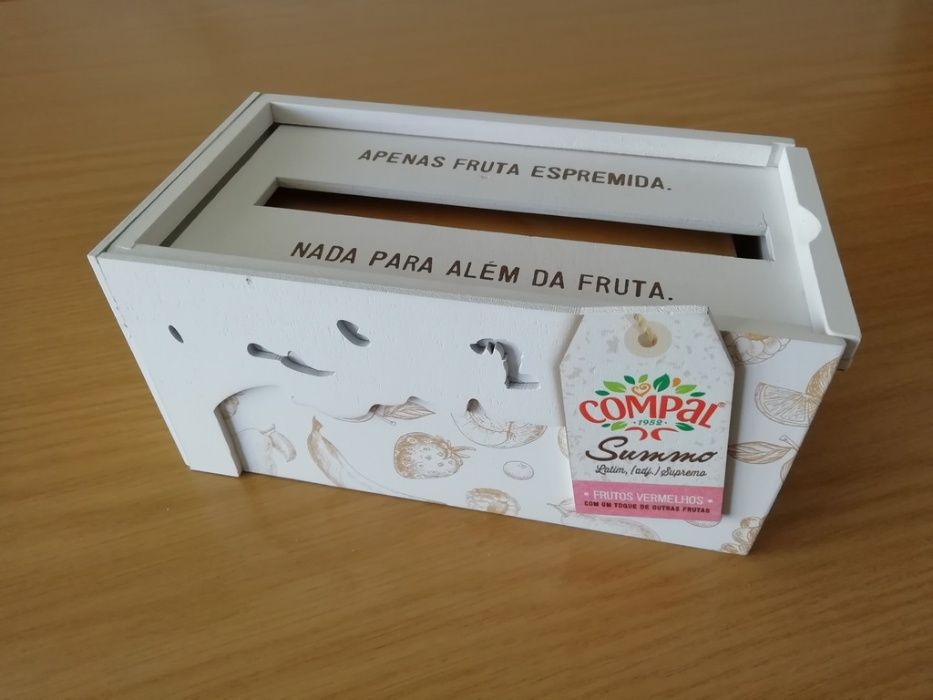 APENAS FRUTA ESPREMIDA.
NADA PARA ALÉM DA FRUTA.
COMPAL®
·1952·
Summo
Latim, (adj.) Supremo
• FRUTOS VERMELHOS •
COM UM TOQUE DE OUTRAS FRUTAS